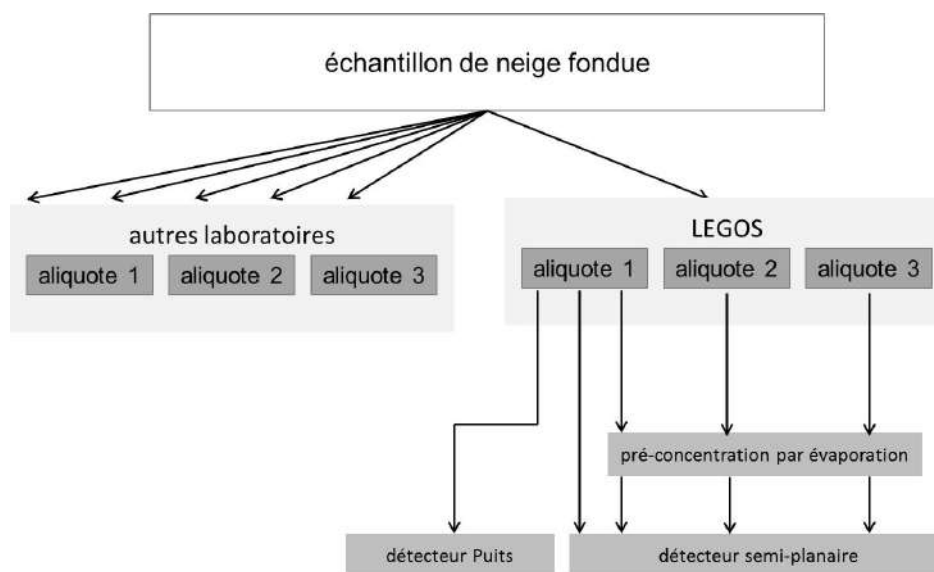 échantillon de neige fondue
autres laboratoires
aliquote 1 aliquote 2 aliquote 3
LEGOS
aliquote 1 aliquote 2 aliquote 3
pré-concentration par évaporation
détecteur Puits
détecteur semi-planaire